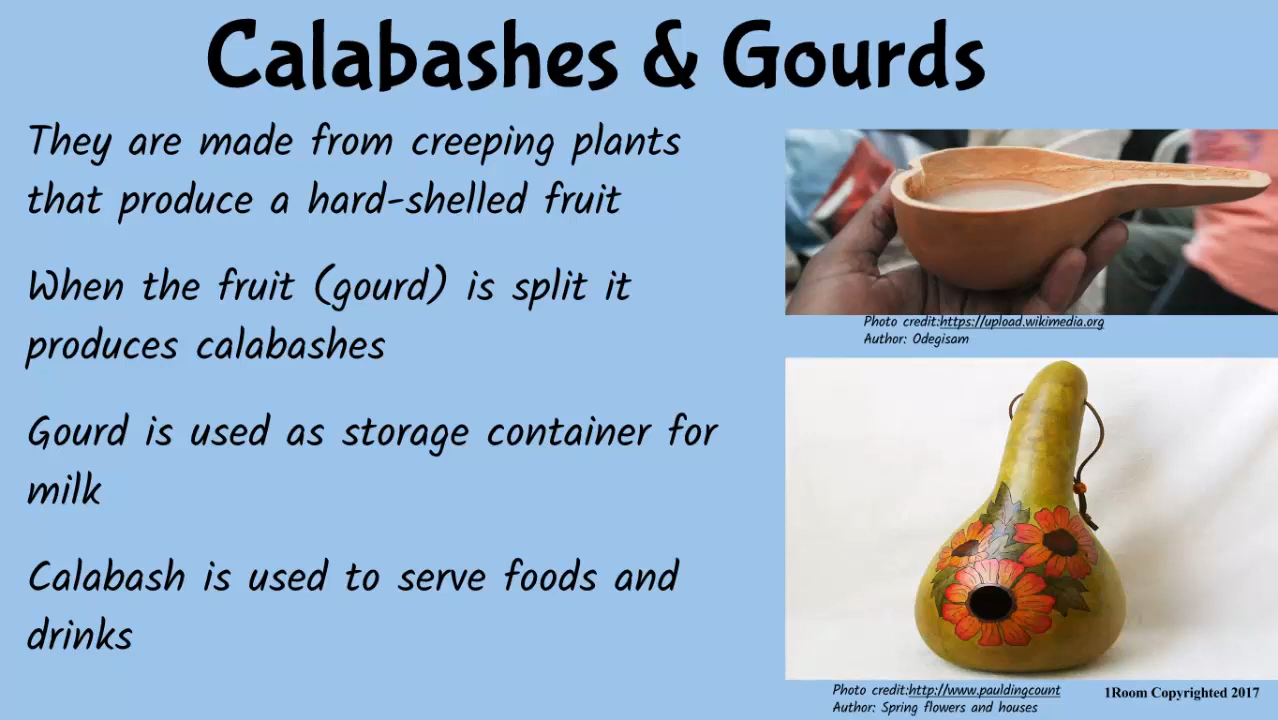 Calabashes & Gourds
They are made from creeping plants
that produce a hard-shelled fruit
When the fruit (gourd) is split it
produces calabashes
Gourd is used as storage container for
milk
Calabash is used to serve foods and
drinks
Photo credit:https://upload.wikimedia.org
Author: Odegisam
Photo credit:http://www.pauldingcount
Author: Spring flowers and houses
1Room Copyrighted 2017